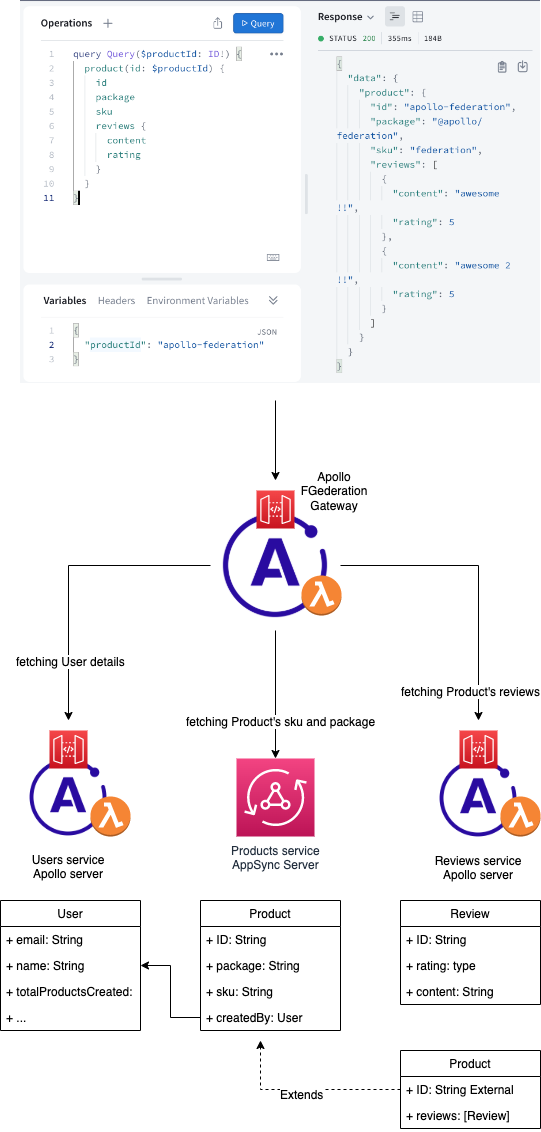 Operations +
Query
1 query Query($productId: ID!) {
2 product(id: $productId) {
3 id
4 package
5 sku
6 reviews {
7 content
8 rating
9 }
10 }
11 }
Variables Headers Environment Variables
JSON
1 {
2 "productId": "apollo-federation"
3 }
Response
STATUS 200 355ms 184B
{
"data": {
"product": {
"id": "apollo-federation",
"package": "@apollo/
federation",
"sku": "federation",
"reviews": [
{
"content": "awesome
!!",
"rating": 5
},
{
"content": "awesome 2
!!",
"rating": 5
}
]
}
}
}
Apollo
FGederation
Gateway
fetching User details
fetching Product's sku and package
fetching Product's reviews
Users service
Apollo server
Products service
AppSync Server
Reviews service
Apollo server
User
+ email: String
+ name: String
+ totalProductsCreated:
+ ...
Product
+ ID: String
+ package: String
+ sku: String
+ createdBy: User
Review
+ ID: String
+ rating: type
+ content: String
Extends
Product
+ ID: String External
+ reviews: [Review]